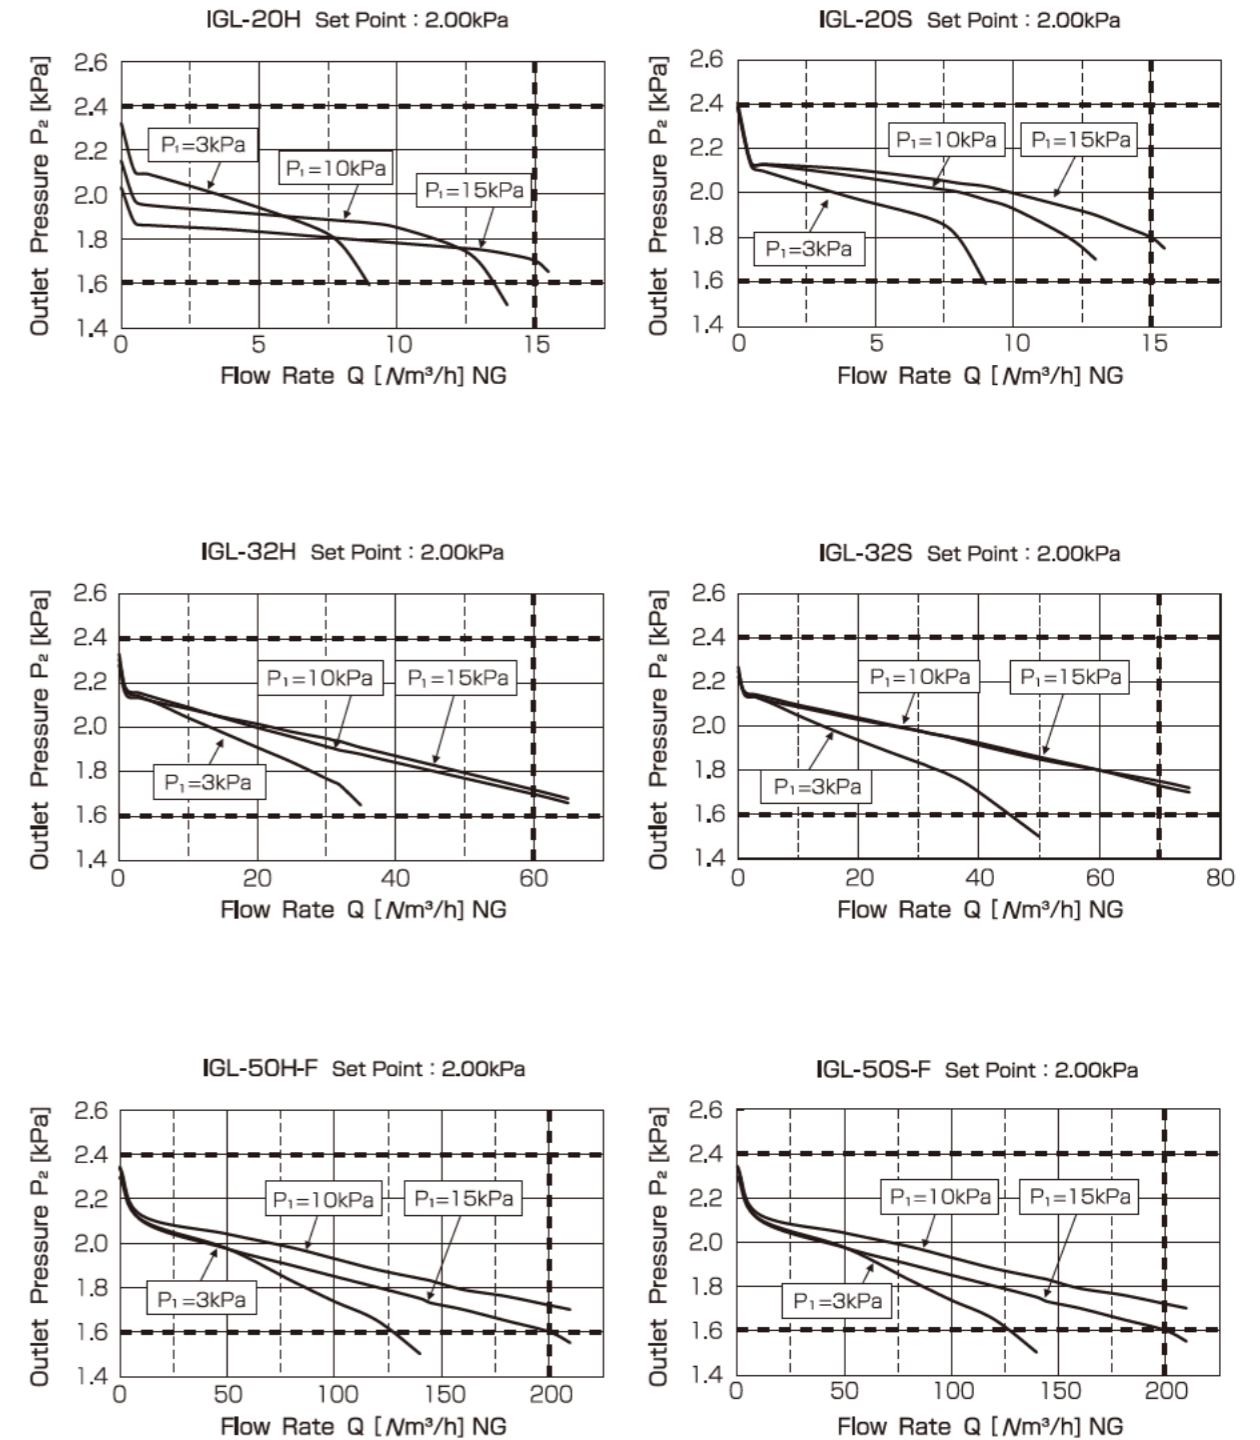 IGL-20H Set Point : 2.00kPa
Outlet Pressure P₂ [kPa]
2.6
2.4
2.2
2.0
1.8
1.6
1.4
P₁=3kPa
P₁=10kPa
P₁=15kPa
0 5 10 15
Flow Rate Q [Nm³/h] NG
IGL-20S Set Point : 2.00kPa
Outlet Pressure P₂ [kPa]
2.6
2.4
2.2
2.0
1.8
1.6
1.4
P₁=10kPa
P₁=15kPa
P₁=3kPa
0 5 10 15
Flow Rate Q [Nm³/h] NG
IGL-32H Set Point : 2.00kPa
Outlet Pressure P₂ [kPa]
2.6
2.4
2.2
2.0
1.8
1.6
1.4
P₁=10kPa
P₁=15kPa
P₁=3kPa
0 20 40 60
Flow Rate Q [Nm³/h] NG
IGL-32S Set Point : 2.00kPa
Outlet Pressure P₂ [kPa]
2.6
2.4
2.2
2.0
1.8
1.6
1.4
P₁=10kPa
P₁=15kPa
P₁=3kPa
0 20 40 60 80
Flow Rate Q [Nm³/h] NG
IGL-50H-F Set Point : 2.00kPa
Outlet Pressure P₂ [kPa]
2.6
2.4
2.2
2.0
1.8
1.6
1.4
P₁=10kPa
P₁=15kPa
P₁=3kPa
0 50 100 150 200
Flow Rate Q [Nm³/h] NG
IGL-50S-F Set Point : 2.00kPa
Outlet Pressure P₂ [kPa]
2.6
2.4
2.2
2.0
1.8
1.6
1.4
P₁=10kPa
P₁=15kPa
P₁=3kPa
0 50 100 150 200
Flow Rate Q [Nm³/h] NG